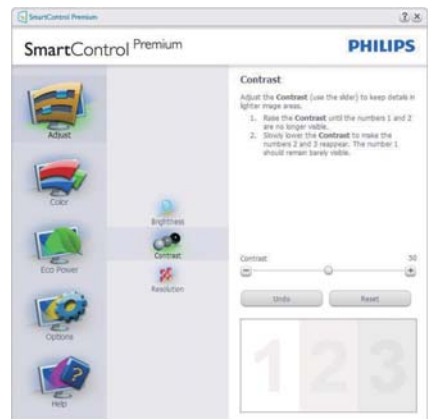 SmartControl Premium
SmartControl Premium
PHILIPS
Adjust
Color
Eco Power
Options
Help
Brightness
Contrast
Resolution
Contrast
Adjust the Contrast (use the slider) to keep details in
lighter image areas.
1. Raise the Contrast until the numbers 1 and 2
are no longer visible.
2. Slowly lower the Contrast to make the
numbers 2 and 3 reappear. The number 1
should remain barely visible.
Contrast
50
Undo
Reset
1 2 3